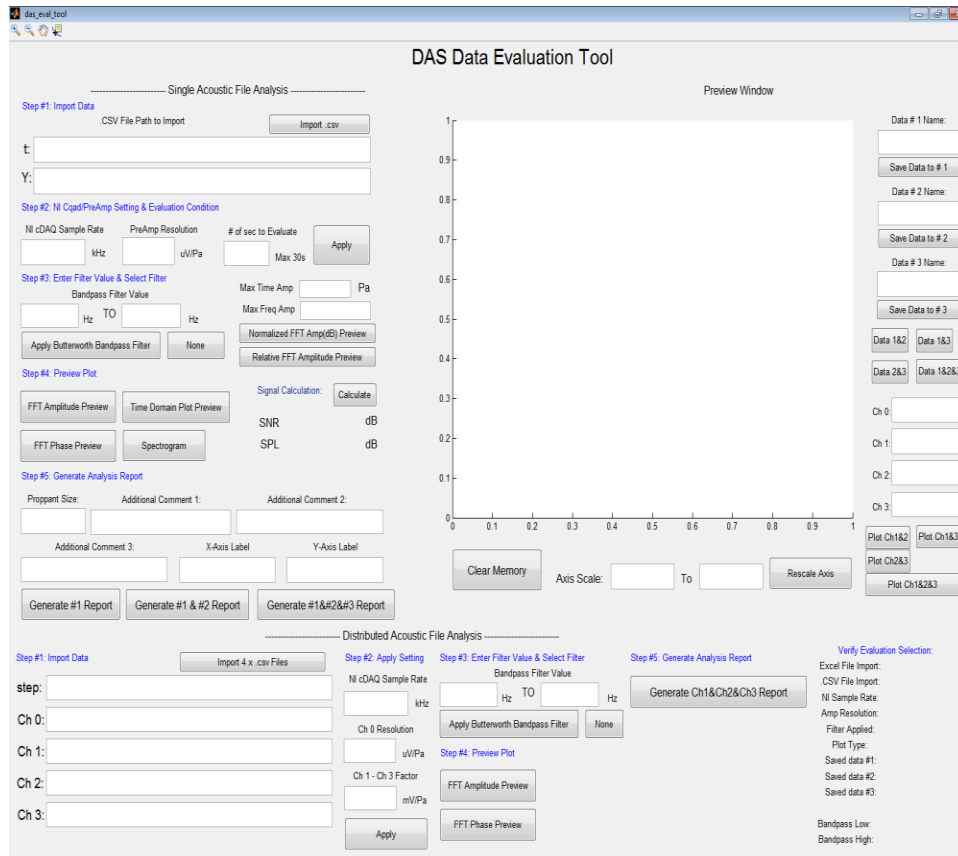 das_eval_tool
DAS Data Evaluation Tool
------------------------- Single Acoustic File Analysis -------------------------
Step #1: Import Data
.CSV File Path to Import
Import .csv
t:
Y:
Step #2: NI Cqad/PreAmp Setting & Evaluation Condition
NI cDAQ Sample Rate
PreAmp Resolution
# of sec to Evaluate
kHz
uV/Pa
Max 30s
Apply
Step #3: Enter Filter Value & Select Filter
Bandpass Filter Value
Hz
TO
Hz
Max Time Amp
Pa
Max Freq Amp
Apply Butterworth Bandpass Filter
None
Normalized FFT Amp(dB) Preview
Relative FFT Amplitude Preview
Step #4: Preview Plot
FFT Amplitude Preview
Time Domain Plot Preview
FFT Phase Preview
Spectrogram
Signal Calculation:
Calculate
SNR
dB
SPL
dB
Step #5: Generate Analysis Report
Proppant Size:
Additional Comment 1:
Additional Comment 2:
Additional Comment 3:
X-Axis Label
Y-Axis Label
Generate #1 Report
Generate #1 & #2 Report
Generate #1&#2&#3 Report
Preview Window
1
0.9
0.8
0.7
0.6
0.5
0.4
0.3
0.2
0.1
0
0 0.1 0.2 0.3 0.4 0.5 0.6 0.7 0.8 0.9 1
Clear Memory
Axis Scale:
To
Rescale Axis
Data # 1 Name:
Save Data to # 1
Data # 2 Name:
Save Data to # 2
Data # 3 Name:
Save Data to # 3
Data 1&2
Data 1&3
Data 2&3
Data 1&2&3
Ch 0:
Ch 1:
Ch 2:
Ch 3:
Plot Ch1&2
Plot Ch1&3
Plot Ch2&3
Plot Ch1&2&3
------------------------- Distributed Acoustic File Analysis -------------------------
Step #1: Import Data
Import 4 x .csv Files
step:
Ch 0:
Ch 1:
Ch 2:
Ch 3:
Step #2: Apply Setting
NI cDAQ Sample Rate
kHz
Ch 0 Resolution
uV/Pa
Ch 1 - Ch 3 Factor
mV/Pa
Apply
Step #3: Enter Filter Value & Select Filter
Bandpass Filter Value
Hz
TO
Hz
Apply Butterworth Bandpass Filter
None
Step #4: Preview Plot
FFT Amplitude Preview
FFT Phase Preview
Step #5: Generate Analysis Report
Generate Ch1&Ch2&Ch3 Report
Verify Evaluation Selection:
Excel File Import:
.CSV File Import:
NI Sample Rate:
Amp Resolution:
Filter Applied:
Plot Type:
Saved data #1:
Saved data #2:
Saved data #3:
Bandpass Low:
Bandpass High: